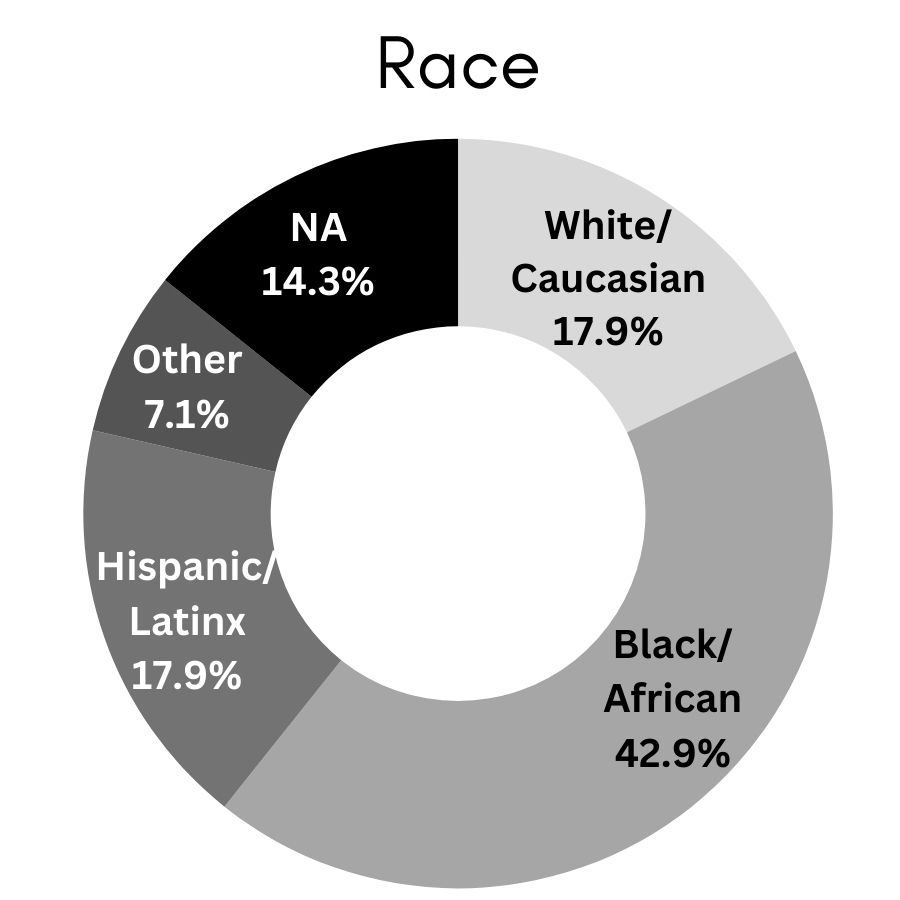 Race
NA
14.3%
White/
Caucasian
17.9%
Other
7.1%
Hispanic/
Latinx
17.9%
Black/
African
42.9%